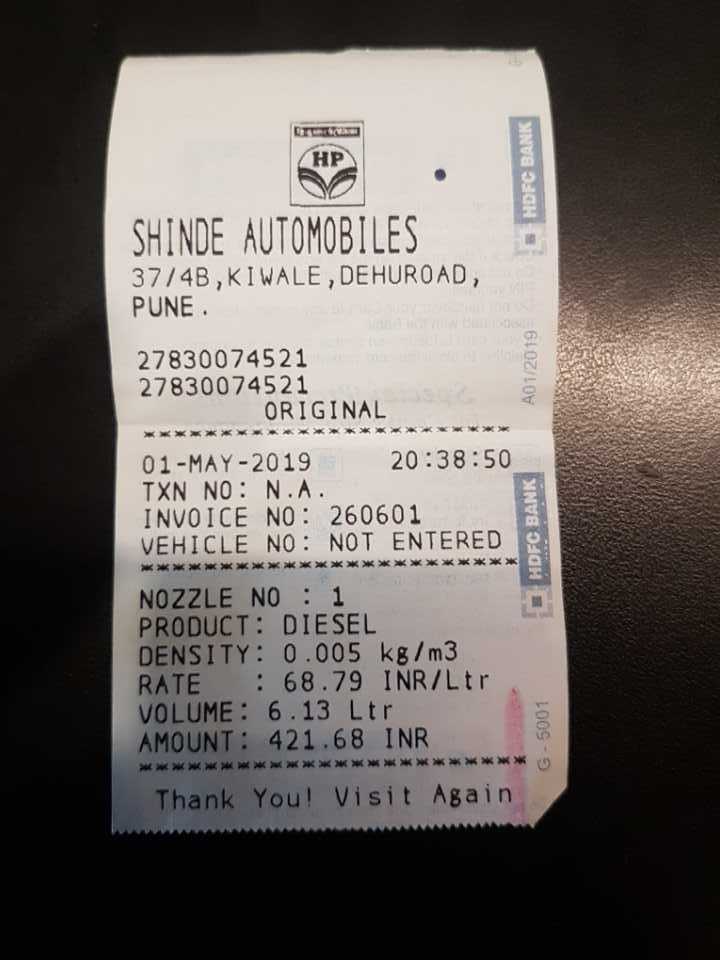 HP
SHINDE AUTOMOBILES
37/4B,KIWALE,DEHUROAD,
PUNE.
27830074521
27830074521
ORIGINAL
01-MAY-2019 20:38:50
TXN NO: N.A.
INVOICE NO: 260601
VEHICLE NO: NOT ENTERED
NOZZLE NO : 1
PRODUCT: DIESEL
DENSITY: 0.005 kg/m3
RATE : 68.79 INR/Ltr
VOLUME: 6.13 Ltr
AMOUNT: 421.68 INR
Thank You! Visit Again
HDFC BANK
A01/2019
HDFC BANK
G - 5001